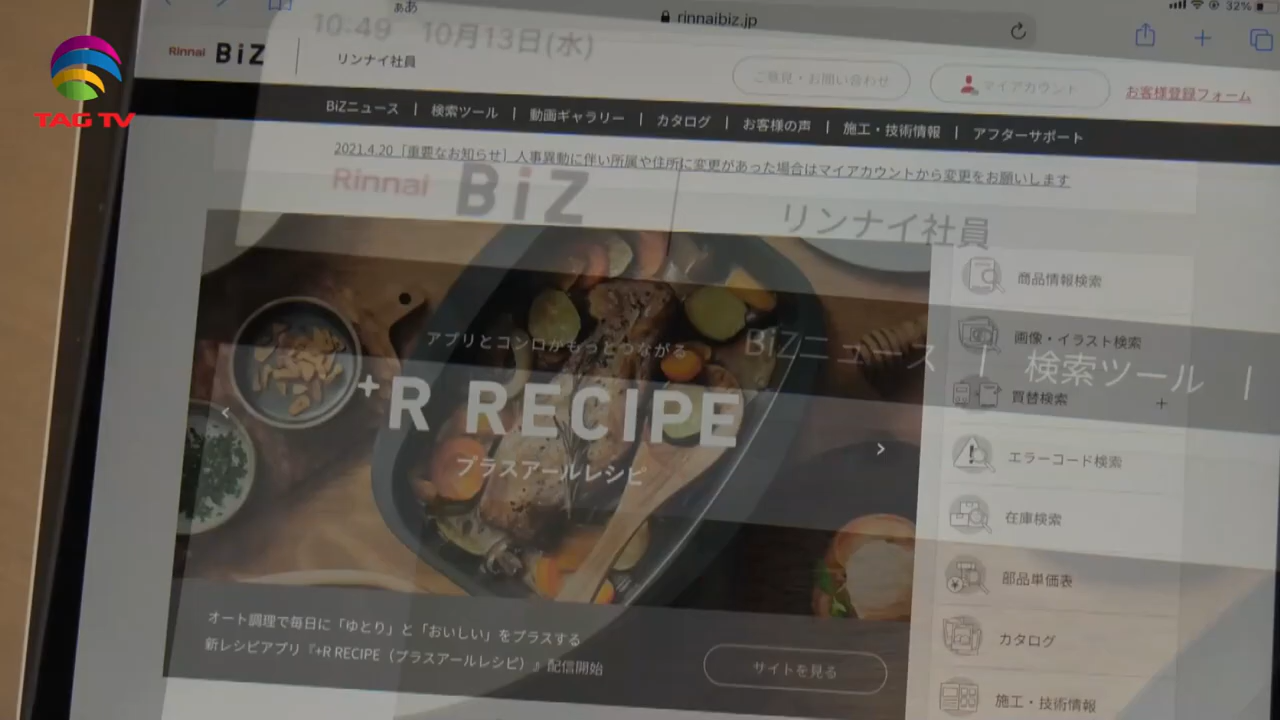 ぁあ
rinnaibiz.jp
32%
10:49 10月13日(水)
Rinnai BiZ
リンナイ社員
ご意見・お問い合わせ
マイアカウント
お客様登録フォーム
TAG TV
BiZニュース | 検索ツール | 動画ギャラリー | カタログ | お客様の声 | 施工・技術情報 | アフターサポート
2021.4.20「重要なお知らせ」人事異動に伴い所属や住所に変更があった場合はマイアカウントから変更をお願いします
Rinnai BiZ
リンナイ社員
BiZニュース | 検索ツール |
アプリとコンロがもっとつながる
+R RECIPE
プラスアールレシピ
オート調理で毎日に「ゆとり」と「おいしい」をプラスする
新レシピアプリ『+R RECIPE（プラスアールレシピ）』配信開始
サイトを見る
商品情報検索
画像・イラスト検索
買替検索 +
エラーコード検索
在庫検索
部品単価表
カタログ
施工・技術情報